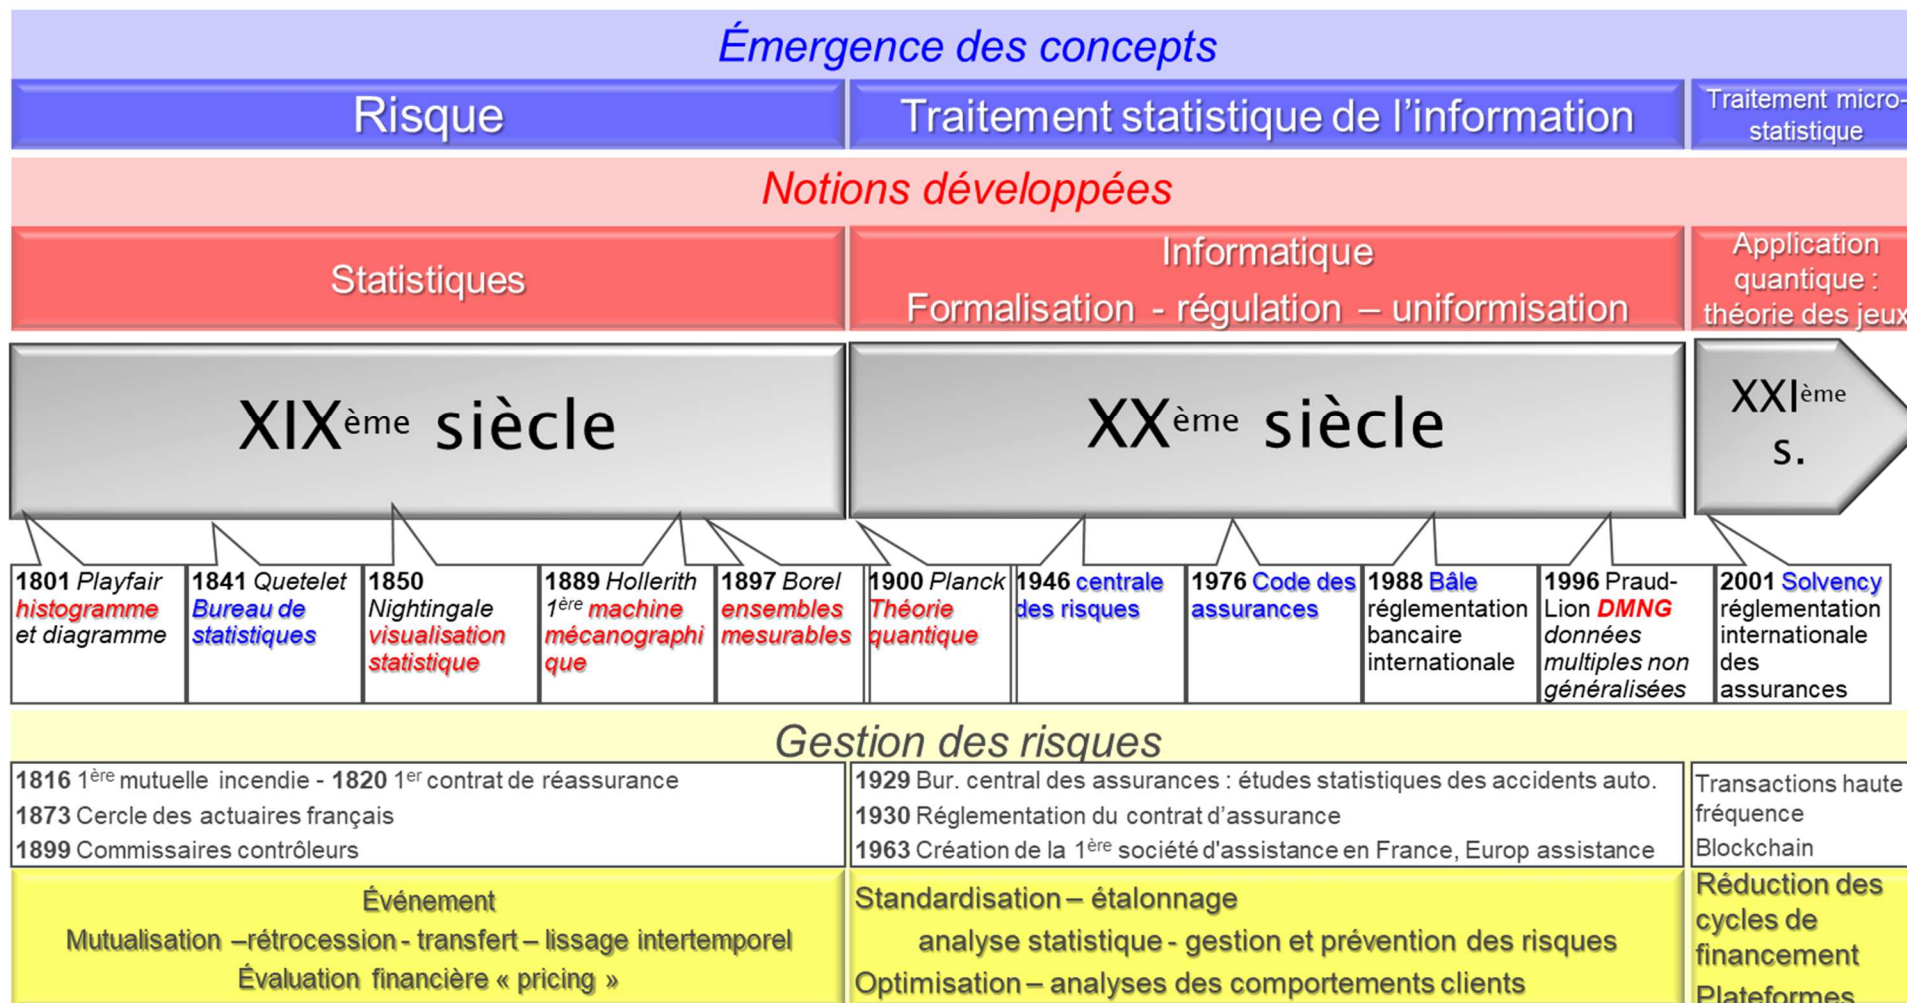 Émergence des concepts
Risque
Traitement statistique de l’information
Traitement micro-
statistique
Notions développées
Statistiques
Informatique
Formalisation - régulation – uniformisation
Application
quantique :
théorie des jeux
XIXème siècle
XXème siècle
XXIème
s.
1801 Playfair
histogramme
et diagramme
1841 Quetelet
Bureau de
statistiques
1850
Nightingale
visualisation
statistique
1889 Hollerith
1ère machine
mécanographi
que
1897 Borel
ensembles
mesurables
1900 Planck
Théorie
quantique
1946 centrale
des risques
1976 Code des
assurances
1988 Bâle
réglementation
bancaire
internationale
1996 Praud-
Lion DMNG
données
multiples non
généralisées
2001 Solvency
réglementation
internationale
des
assurances
Gestion des risques
1816 1ère mutuelle incendie - 1820 1er contrat de réassurance
1873 Cercle des actuaires français
1899 Commissaires contrôleurs
1929 Bur. central des assurances : études statistiques des accidents auto.
1930 Réglementation du contrat d’assurance
1963 Création de la 1ère société d'assistance en France, Europ assistance
Transactions haute
fréquence
Blockchain
Événement
Mutualisation –rétrocession - transfert – lissage intertemporel
Évaluation financière « pricing »
Standardisation – étalonnage
analyse statistique - gestion et prévention des risques
Optimisation – analyses des comportements clients
Réduction des
cycles de
financement
Plateformes